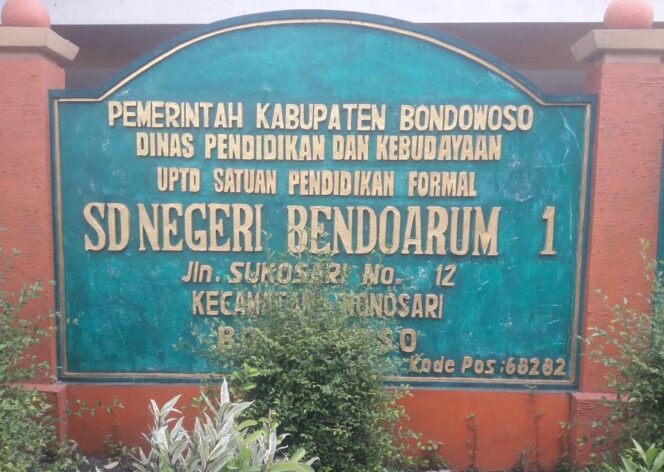 PEMERINTAH KABUPATEN BONDOWOSO
DINAS PENDIDIKAN DAN KEBUDAYAAN
UPTD SATUAN PENDIDIKAN FORMAL
SD NEGERI BENDOARUM 1
Jln. SUKOSARI No. 12
KECAMATAN WONOSARI
Kode Pos : 68282